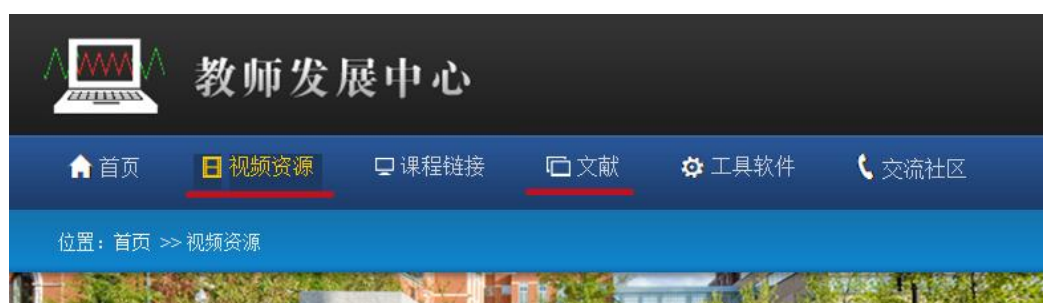 教师发展中心
首页 视频资源 课程链接 文献 工具软件 交流社区
位置：首页 >> 视频资源